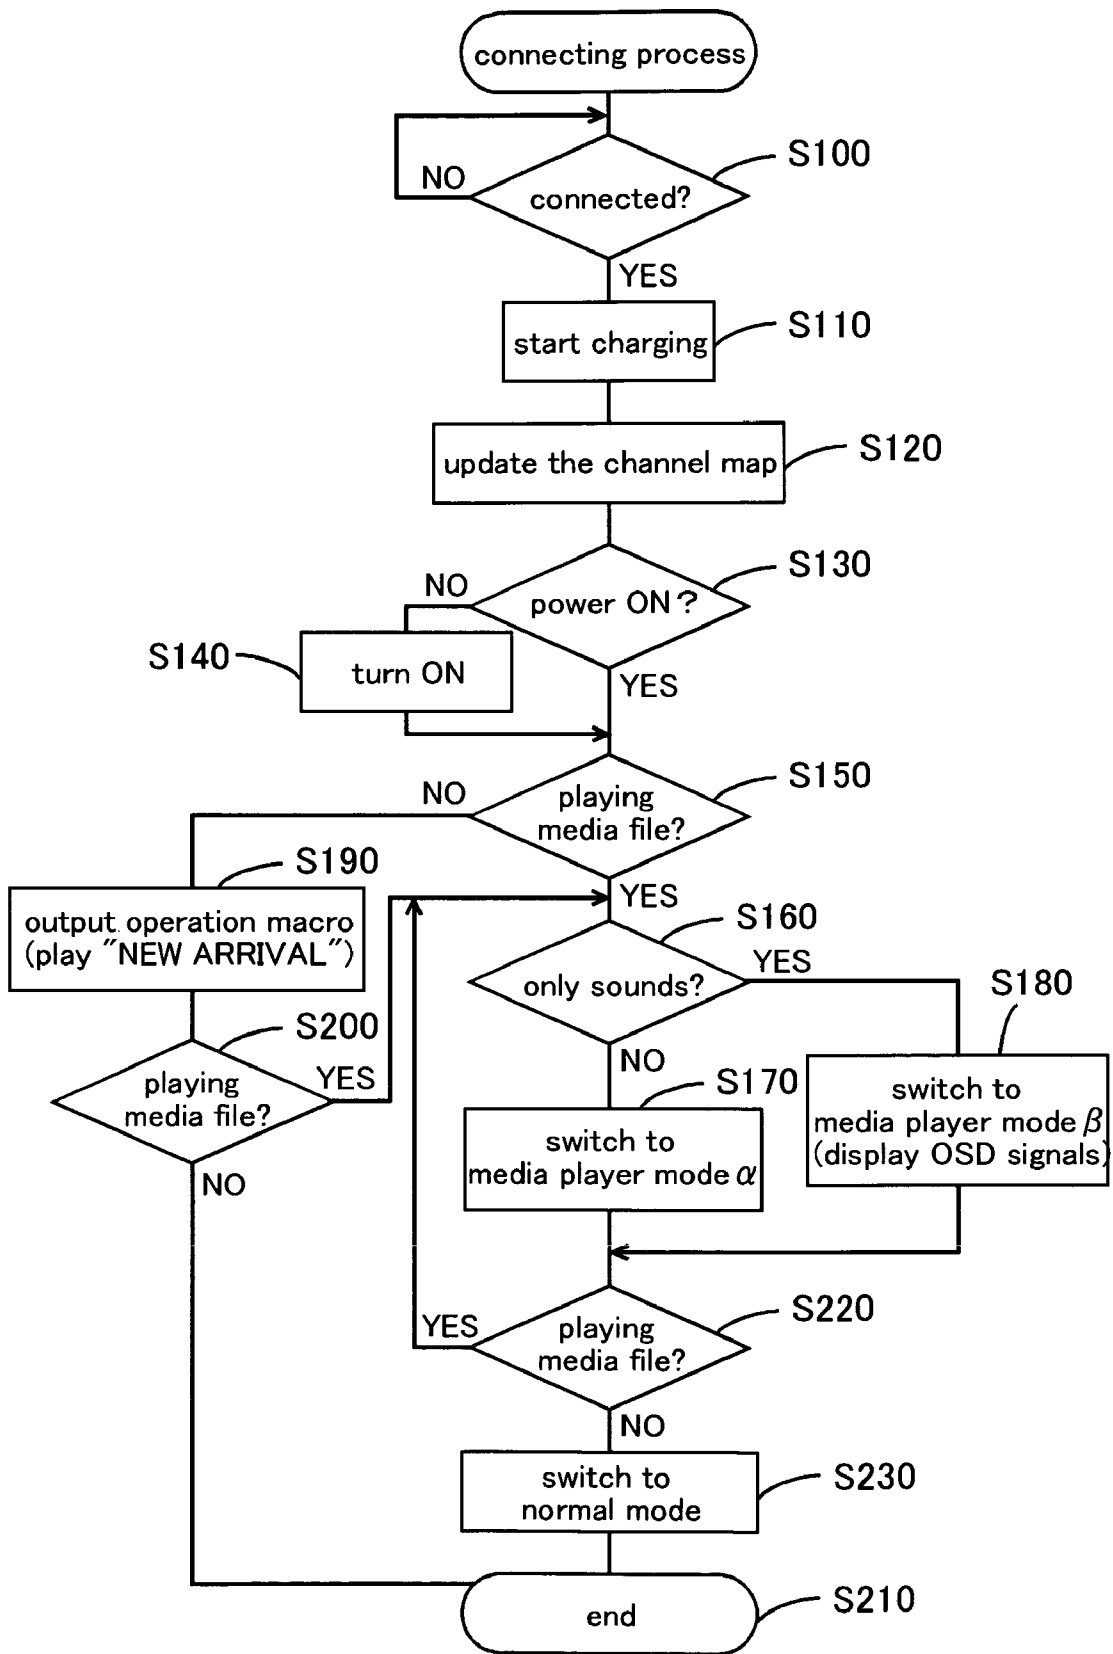 connecting process
S100
NO
connected?
YES
S110
start charging
S120
update the channel map
S130
NO
power ON?
S140
turn ON
YES
S150
NO
playing
media file?
S190
YES
output operation macro
(play "NEW ARRIVAL")
S160
only sounds?
YES
S180
S200
NO
playing
media file?
YES
S170
switch to
media player mode α
switch to
media player mode β
(display OSD signals)
NO
S220
YES
playing
media file?
NO
S230
switch to
normal mode
S210
end